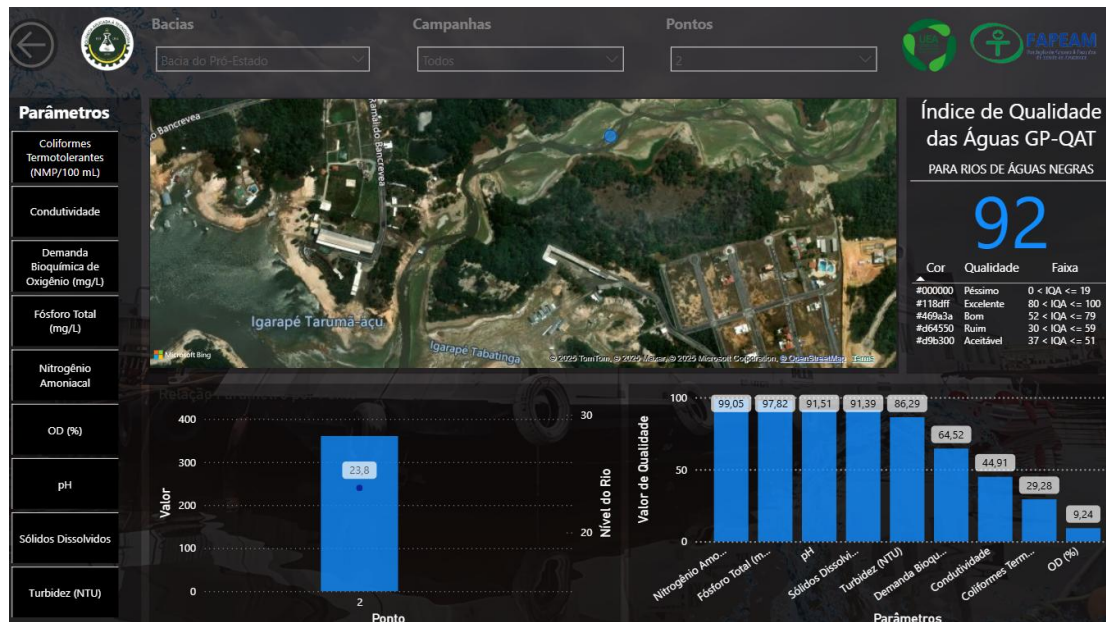 Bacias
Campanhas
Pontos
Bacia do Pró-Estado
Todos
2
FAPEAM
Parâmetros
Coliformes
Termotolerantes
(NMP/100 mL)
Condutividade
Demanda
Bioquímica de
Oxigênio (mg/L)
Fósforo Total
(mg/L)
Nitrogênio
Amoniacal
OD (%)
pH
Sólidos Dissolvidos
Turbidez (NTU)
o Bancrevea
Ramálido Bancrevea
Igarapé Tarumã-açu
Igarapé Tabatinga
Microsoft Bing
© 2025 TomTom, © 2025 Maxar, © 2025 Microsoft Corporation, © OpenStreetMap Terms
Índice de Qualidade
das Águas GP-QAT
PARA RIOS DE ÁGUAS NEGRAS
92
Cor Qualidade Faixa
#000000 Péssimo 0 < IQA <= 19
#118dff Excelente 80 < IQA <= 100
#469a3a Bom 52 < IQA <= 79
#d64550 Ruim 30 < IQA <= 59
#d9b300 Aceitável 37 < IQA <= 51
400
300
200
100
0
Valor
23,8
30
20
Nível do Rio
2
Ponto
100
50
0
Valor de Qualidade
99,05 97,82 91,51 91,39 86,29 64,52 44,91 29,28 9,24
Nitrogênio Amo... Fósforo Total (m... pH Sólidos Dissolvi... Turbidez (NTU) Demanda Bioqu... Condutividade Coliformes Term... OD (%)
Parâmetros